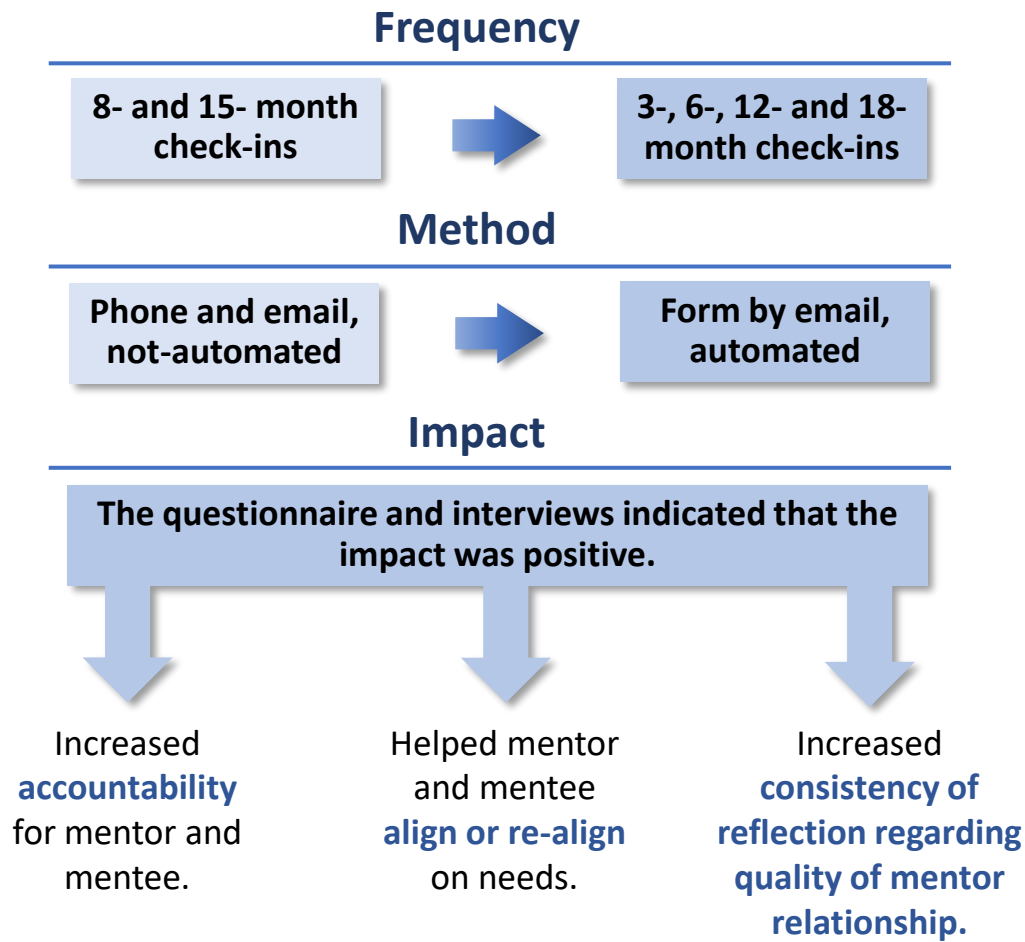 Frequency
8- and 15- month
check-ins
3-, 6-, 12- and 18-
month check-ins
Method
Phone and email,
not-automated
Form by email,
automated
Impact
The questionnaire and interviews indicated that the
impact was positive.
Increased
accountability
for mentor and
mentee.
Helped mentor
and mentee
align or re-align
on needs.
Increased
consistency of
reflection regarding
quality of mentor
relationship.